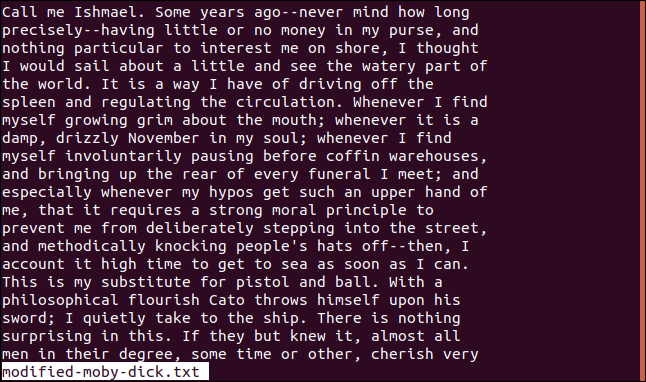 Call me Ishmael. Some years ago--never mind how long
precisely--having little or no money in my purse, and
nothing particular to interest me on shore, I thought
I would sail about a little and see the watery part of
the world. It is a way I have of driving off the
spleen and regulating the circulation. Whenever I find
myself growing grim about the mouth; whenever it is a
damp, drizzly November in my soul; whenever I find
myself involuntarily pausing before coffin warehouses,
and bringing up the rear of every funeral I meet; and
especially whenever my hypos get such an upper hand of
me, that it requires a strong moral principle to
prevent me from deliberately stepping into the street,
and methodically knocking people's hats off--then, I
account it high time to get to sea as soon as I can.
This is my substitute for pistol and ball. With a
philosophical flourish Cato throws himself upon his
sword; I quietly take to the ship. There is nothing
surprising in this. If they but knew it, almost all
men in their degree, some time or other, cherish very
modified-moby-dick.txt